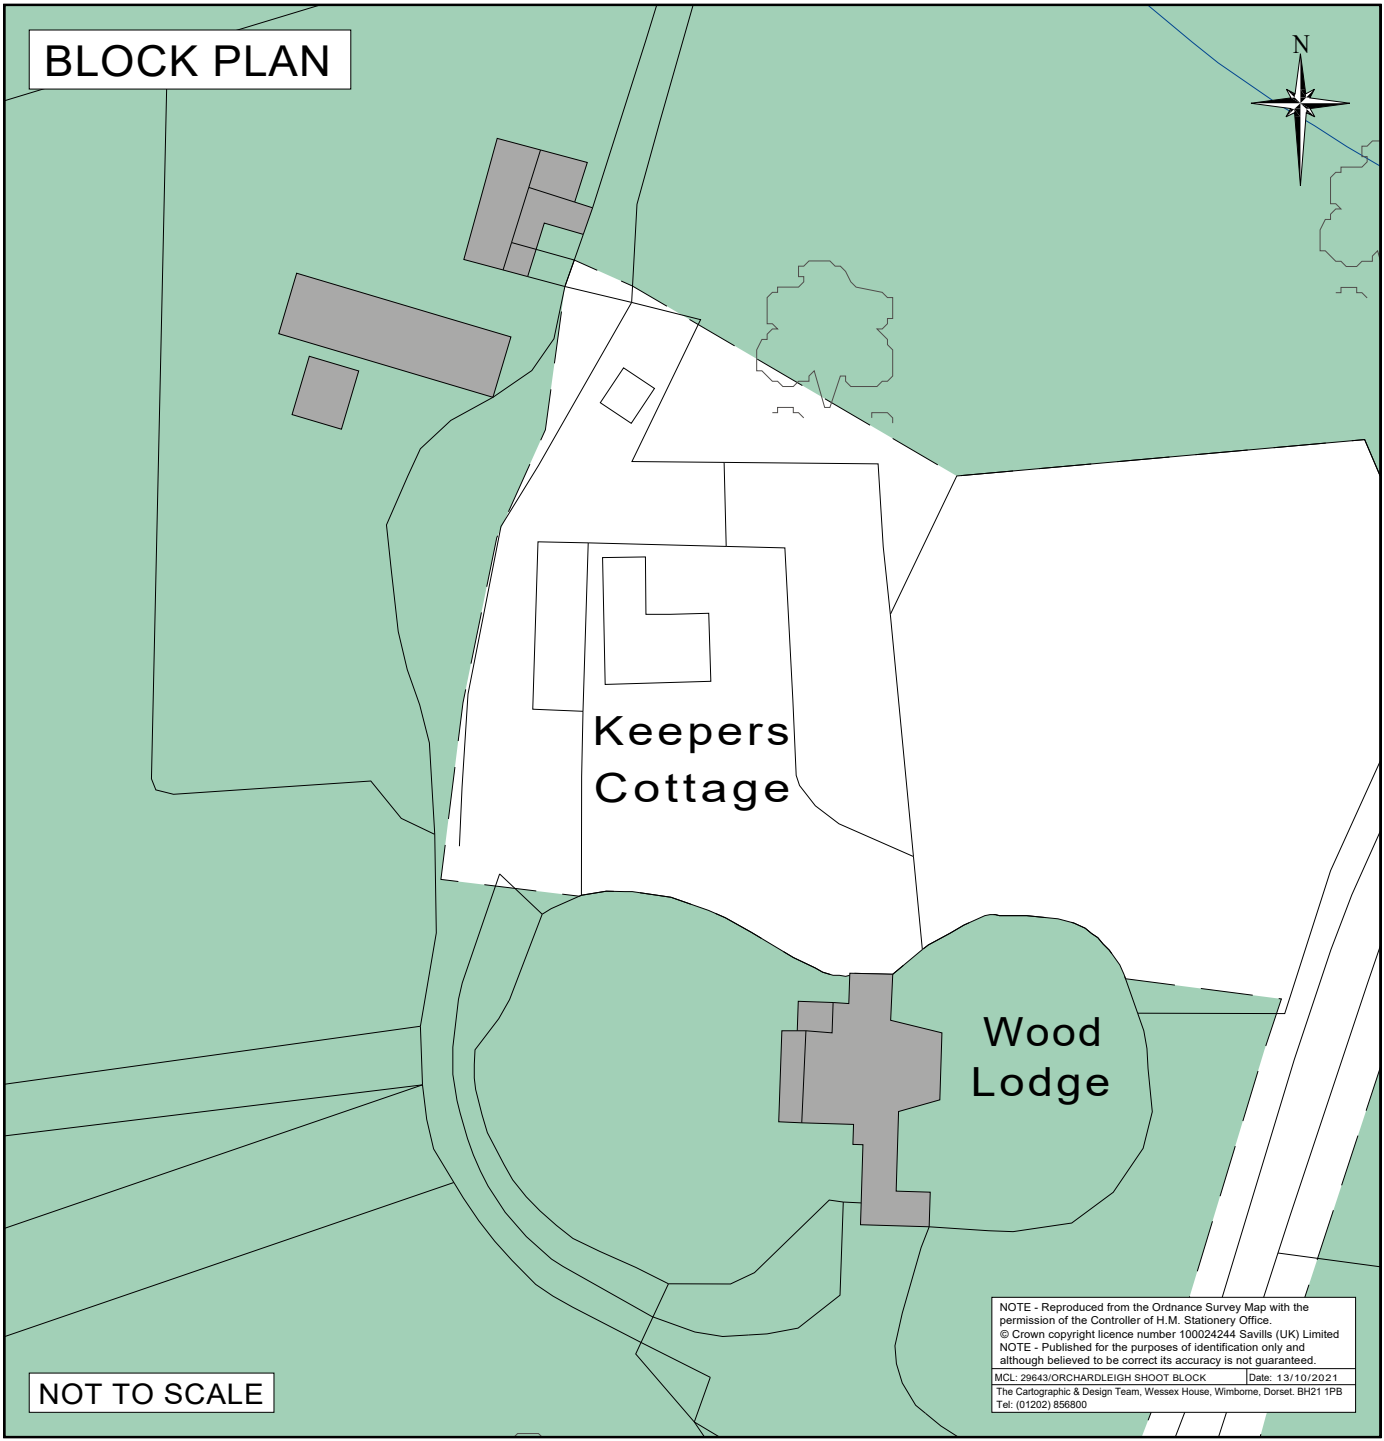 BLOCK PLAN
N
Keepers
Cottage
Wood
Lodge
NOTE - Reproduced from the Ordnance Survey Map with the
permission of the Controller of H.M. Stationery Office.
© Crown copyright licence number 100024244 Savills (UK) Limited
NOTE - Published for the purposes of identification only and
although believed to be correct its accuracy is not guaranteed.
MCL: 29643/ORCHARDLEIGH SHOOT BLOCK Date: 13/10/2021
The Cartographic & Design Team, Wessex House, Wimborne, Dorset. BH21 1PB
Tel: (01202) 856800
NOT TO SCALE